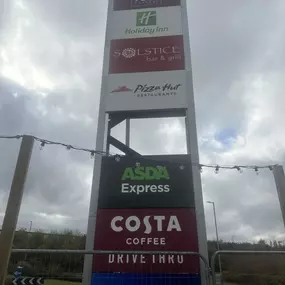 Holiday Inn
SOLSTICE
bar & grill
Pizza Hut
RESTAURANTS
ASDA
Express
COSTA
COFFEE
DRIVE THRU